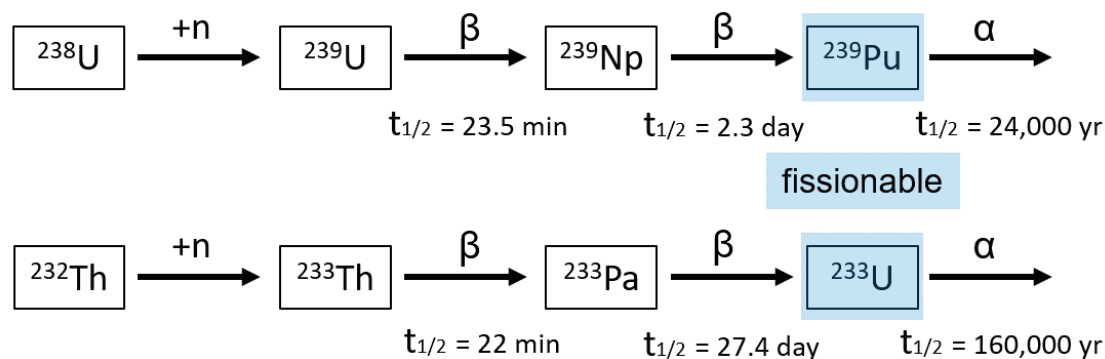 +n β β α
²³⁸U ²³⁹U ²³⁹Np ²³⁹Pu
t₁/₂ = 23.5 min t₁/₂ = 2.3 day t₁/₂ = 24,000 yr
fissionable
+n β β α
²³²Th ²³³Th ²³³Pa ²³³U
t₁/₂ = 22 min t₁/₂ = 27.4 day t₁/₂ = 160,000 yr